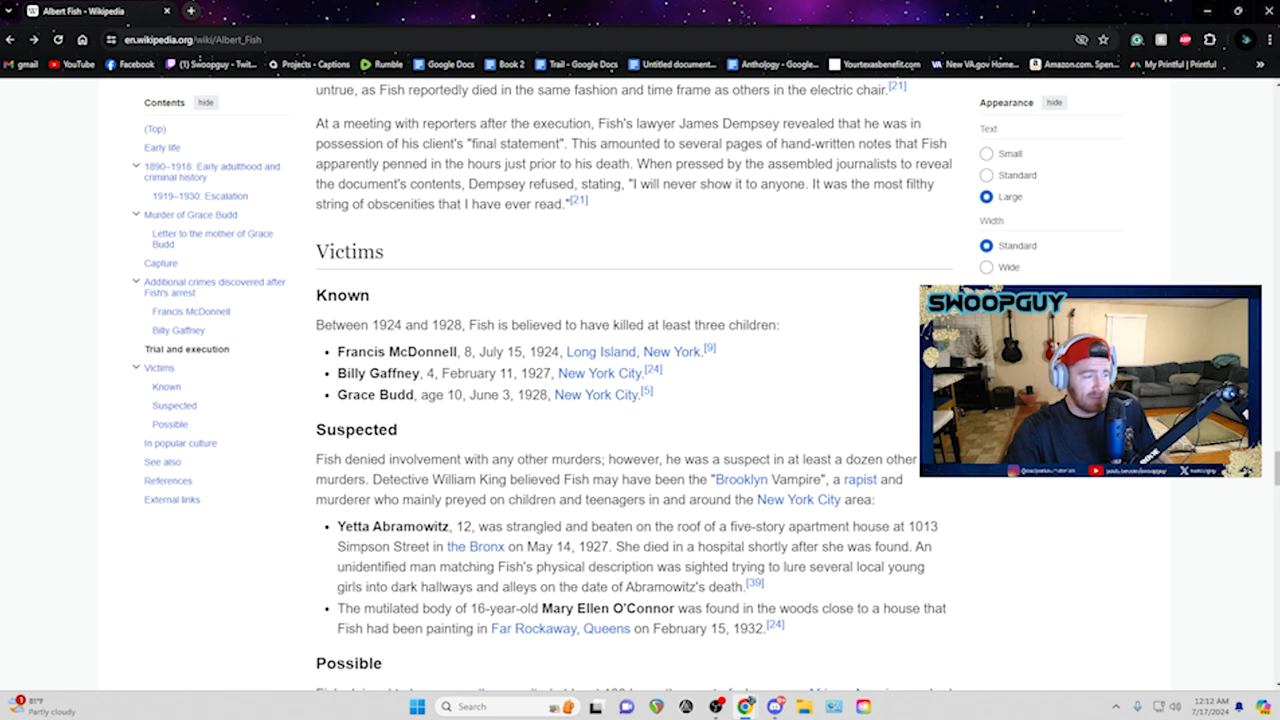 Albert Fish - Wikipedia
en.wikipedia.org/wiki/Albert_Fish
gmail
YouTube
Facebook
(1) Swoopguy - Twit...
Projects - Captions
Rumble
Google Docs
Book 2
Trail - Google Docs
Untitled documen...
Anthology - Google...
Yourtexasbenefit.com
New VA.gov Home...
Amazon.com. Spen...
My Printful | Printful
Contents hide
(Top)
Early life
1890–1918: Early adulthood and
criminal history
1919–1930: Escalation
Murder of Grace Budd
Letter to the mother of Grace
Budd
Capture
Additional crimes discovered after
Fish's arrest
Francis McDonnell
Billy Gaffney
Trial and execution
Victims
Known
Suspected
Possible
In popular culture
See also
References
External links
untrue, as Fish reportedly died in the same fashion and time frame as others in the electric chair.[21]
At a meeting with reporters after the execution, Fish's lawyer James Dempsey revealed that he was in
possession of his client's "final statement". This amounted to several pages of hand-written notes that Fish
apparently penned in the hours just prior to his death. When pressed by the assembled journalists to reveal
the document's contents, Dempsey refused, stating, "I will never show it to anyone. It was the most filthy
string of obscenities that I have ever read."[21]
Victims
Known
Between 1924 and 1928, Fish is believed to have killed at least three children:
• Francis McDonnell, 8, July 15, 1924, Long Island, New York.[9]
• Billy Gaffney, 4, February 11, 1927, New York City.[24]
• Grace Budd, age 10, June 3, 1928, New York City.[5]
Suspected
Fish denied involvement with any other murders; however, he was a suspect in at least a dozen other
murders. Detective William King believed Fish may have been the "Brooklyn Vampire", a rapist and
murderer who mainly preyed on children and teenagers in and around the New York City area:
• Yetta Abramowitz, 12, was strangled and beaten on the roof of a five-story apartment house at 1013
Simpson Street in the Bronx on May 14, 1927. She died in a hospital shortly after she was found. An
unidentified man matching Fish's physical description was sighted trying to lure several local young
girls into dark hallways and alleys on the date of Abramowitz's death.[39]
• The mutilated body of 16-year-old Mary Ellen O'Connor was found in the woods close to a house that
Fish had been painting in Far Rockaway, Queens on February 15, 1932.[24]
Possible
Appearance hide
Text
Small
Standard
Large
Width
Standard
Wide
SWOOPGUY
81°F
Partly cloudy
Search
12:12 AM
7/17/2024